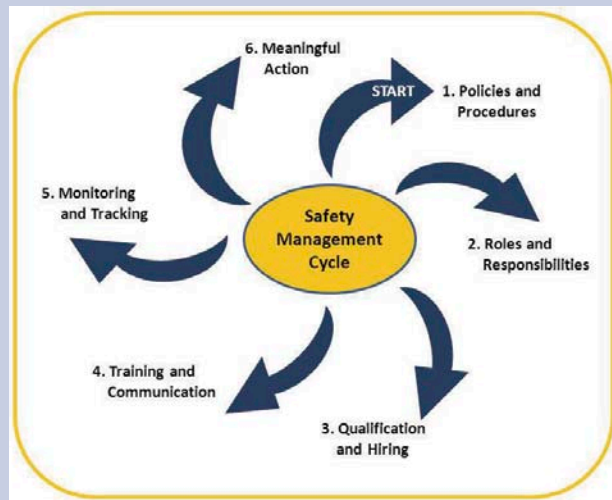 6. Meaningful
Action
START
1. Policies and
Procedures
5. Monitoring
and Tracking
Safety
Management
Cycle
2. Roles and
Responsibilities
4. Training and
Communication
3. Qualification
and Hiring